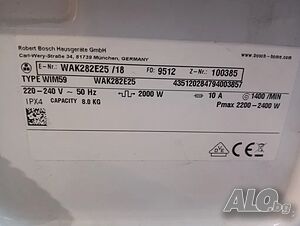 Robert Bosch Hausgeräte GmbH
Carl-Wery-Straße 34, 81739 München, GERMANY
www.bosch-home.com
E-Nr.: WAK282E25 /18 FD: 9512 Z-Nr.: 100385
TYPE WIM59 WAK282E25 435120284794003857
220-240 V ~ 50 Hz 2000 W 10 A 1400 /MIN
IPX4 CAPACITY 8.0 KG Pmax 2200-2400 W
ALO.bg